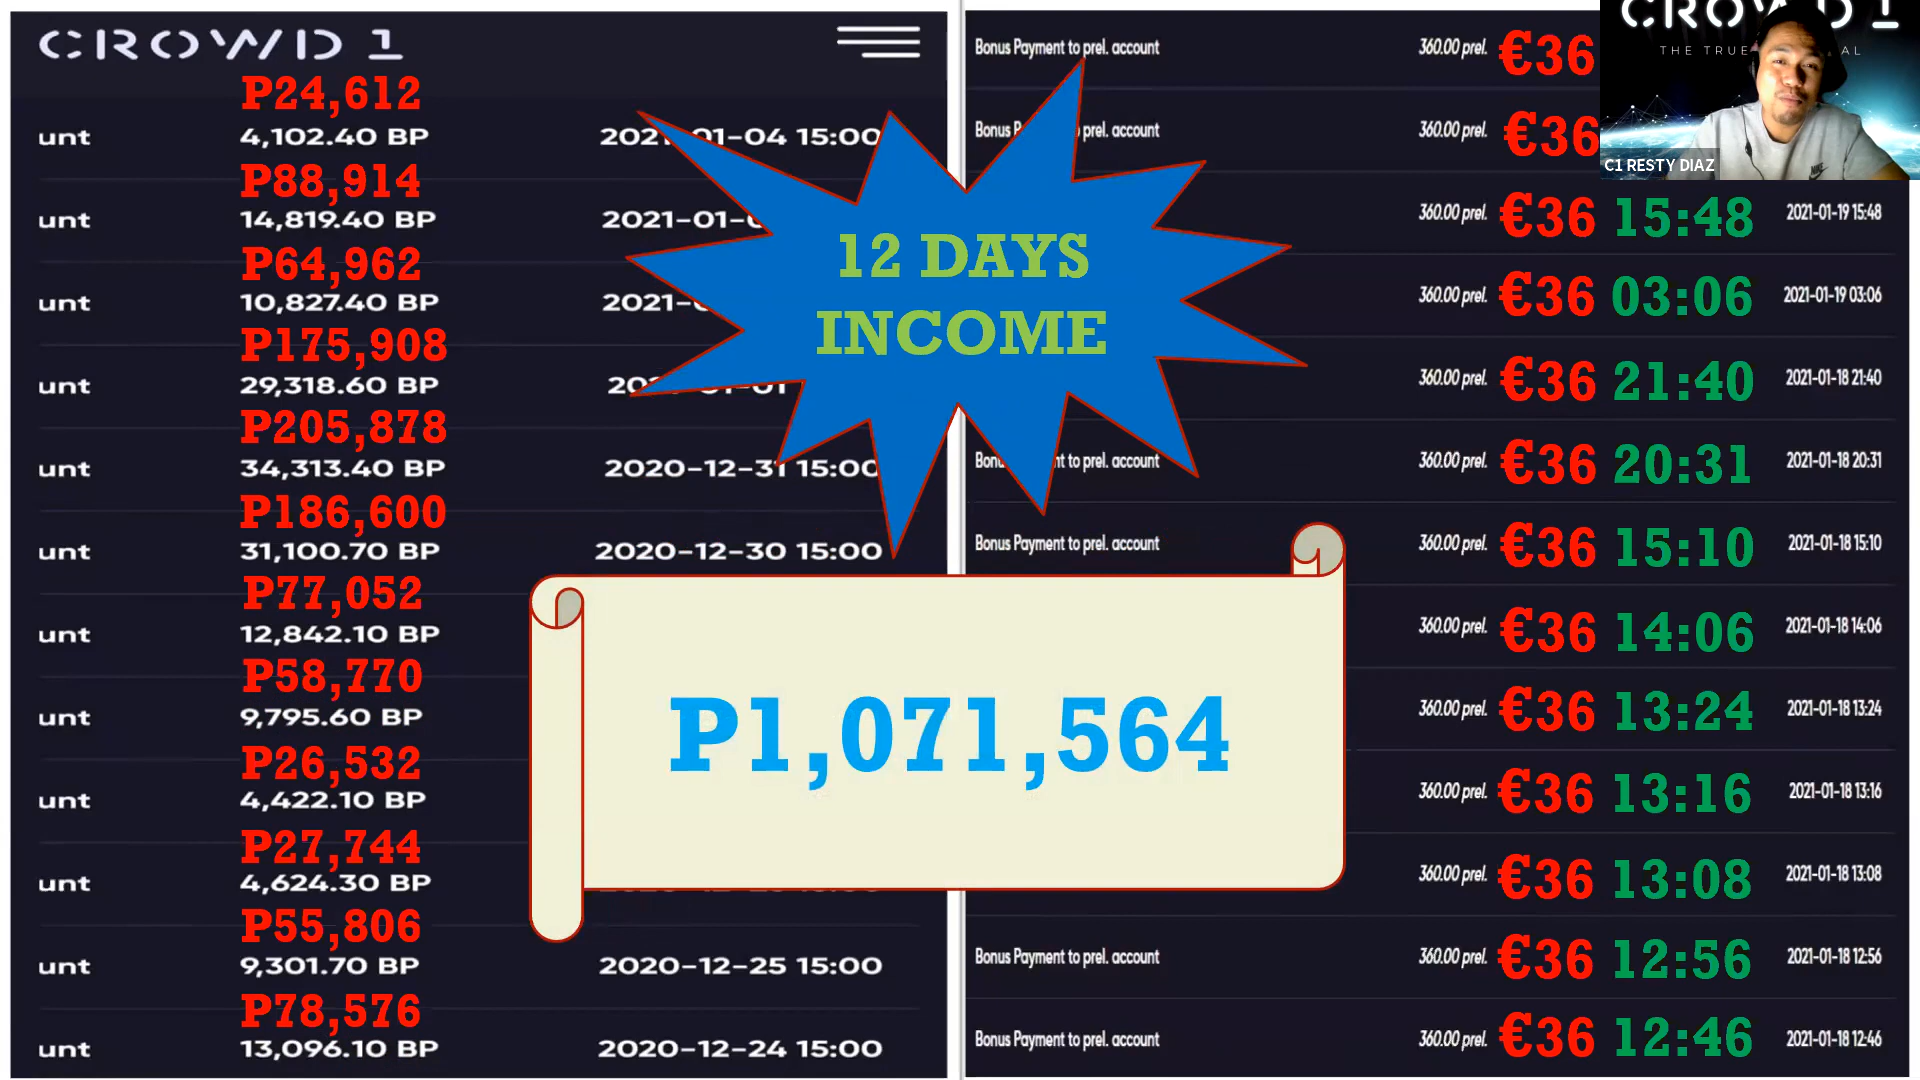 CROWD 1
P24,612
unt 4,102.40 BP 2021-01-04 15:00
P88,914
unt 14,819.40 BP 2021-01-0
P64,962
unt 10,827.40 BP 2021-0
P175,908
unt 29,318.60 BP
P205,878
unt 34,313.40 BP 2020-12-31 15:00
P186,600
unt 31,100.70 BP 2020-12-30 15:00
P77,052
unt 12,842.10 BP
P58,770
unt 9,795.60 BP
P26,532
unt 4,422.10 BP
P27,744
unt 4,624.30 BP
P55,806
unt 9,301.70 BP 2020-12-25 15:00
P78,576
unt 13,096.10 BP 2020-12-24 15:00
12 DAYS
INCOME
P1,071,564
Bonus Payment to prel. account 360.00 prel. €36
prel. account 360.00 prel. €36
360.00 prel. €36 15:48 2021-01-19 15:48
360.00 prel. €36 03:06 2021-01-19 03:06
360.00 prel. €36 21:40 2021-01-18 21:40
account 360.00 prel. €36 20:31 2021-01-18 20:31
Bonus Payment to prel. account 360.00 prel. €36 15:10 2021-01-18 15:10
360.00 prel. €36 14:06 2021-01-18 14:06
360.00 prel. €36 13:24 2021-01-18 13:24
360.00 prel. €36 13:16 2021-01-18 13:16
360.00 prel. €36 13:08 2021-01-18 13:08
Bonus Payment to prel. account 360.00 prel. €36 12:56 2021-01-18 12:56
Bonus Payment to prel. account 360.00 prel. €36 12:46 2021-01-18 12:46
THE TRUE
C1 RESTY DIAZ